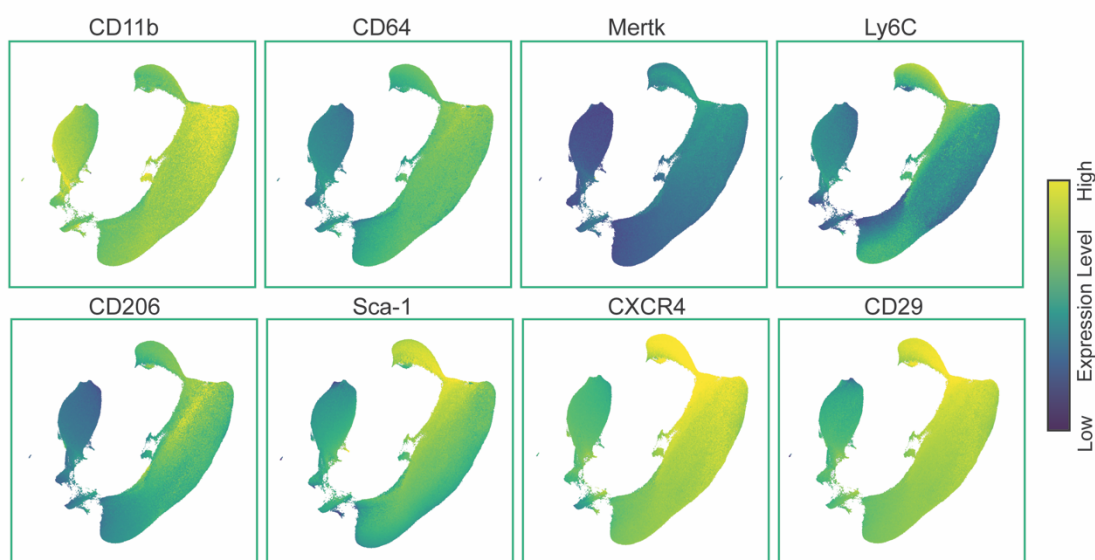 CD11b
CD64
Mertk
Ly6C
CD206
Sca-1
CXCR4
CD29
High
Expression Level
Low